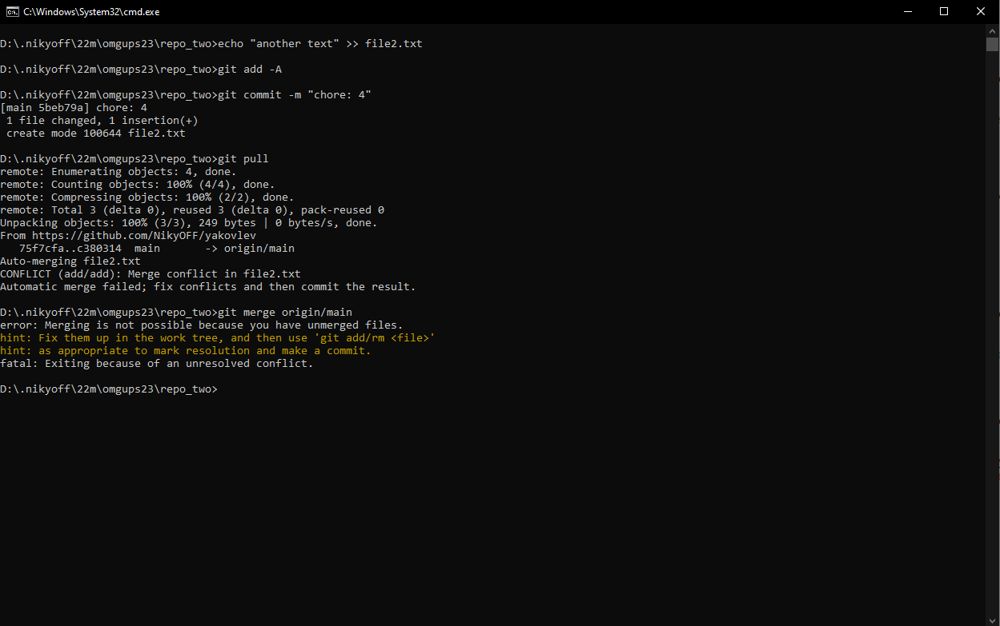 C:\Windows\System32\cmd.exe
D:\.nikyoff\22m\omgups23\repo_two>echo "another text" >> file2.txt
D:\.nikyoff\22m\omgups23\repo_two>git add -A
D:\.nikyoff\22m\omgups23\repo_two>git commit -m "chore: 4"
[main 5beb79a] chore: 4
 1 file changed, 1 insertion(+)
 create mode 100644 file2.txt
D:\.nikyoff\22m\omgups23\repo_two>git pull
remote: Enumerating objects: 4, done.
remote: Counting objects: 100% (4/4), done.
remote: Compressing objects: 100% (2/2), done.
remote: Total 3 (delta 0), reused 3 (delta 0), pack-reused 0
Unpacking objects: 100% (3/3), 249 bytes | 0 bytes/s, done.
From https://github.com/NikyOFF/yakovlev
   75f7cfa..c380314  main       -> origin/main
Auto-merging file2.txt
CONFLICT (add/add): Merge conflict in file2.txt
Automatic merge failed; fix conflicts and then commit the result.
D:\.nikyoff\22m\omgups23\repo_two>git merge origin/main
error: Merging is not possible because you have unmerged files.
hint: Fix them up in the work tree, and then use 'git add/rm <file>'
hint: as appropriate to mark resolution and make a commit.
fatal: Exiting because of an unresolved conflict.
D:\.nikyoff\22m\omgups23\repo_two>